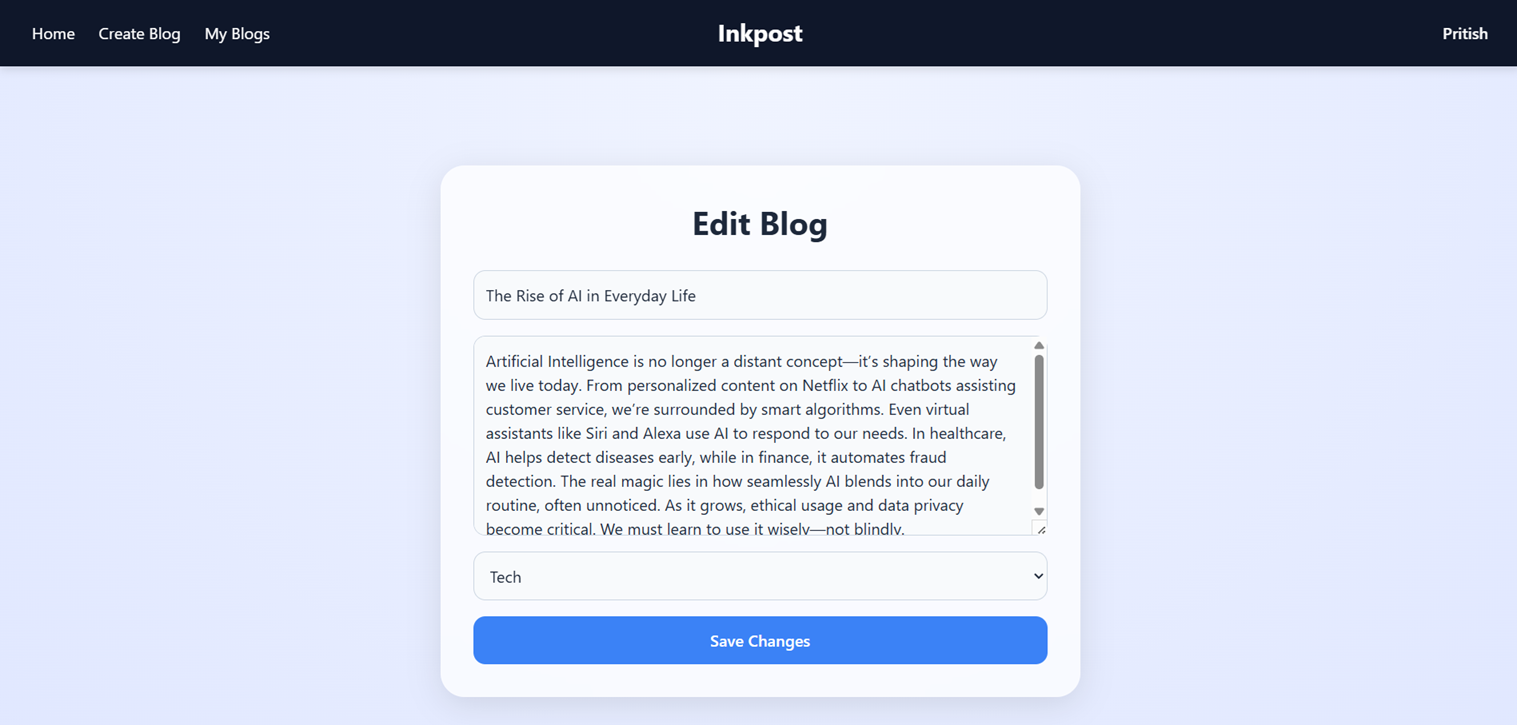 Home Create Blog My Blogs Inkpost Pritish
Edit Blog
The Rise of AI in Everyday Life
Artificial Intelligence is no longer a distant concept—it’s shaping the way
we live today. From personalized content on Netflix to AI chatbots assisting
customer service, we’re surrounded by smart algorithms. Even virtual
assistants like Siri and Alexa use AI to respond to our needs. In healthcare,
AI helps detect diseases early, while in finance, it automates fraud
detection. The real magic lies in how seamlessly AI blends into our daily
routine, often unnoticed. As it grows, ethical usage and data privacy
become critical. We must learn to use it wisely—not blindly.
Tech
Save Changes